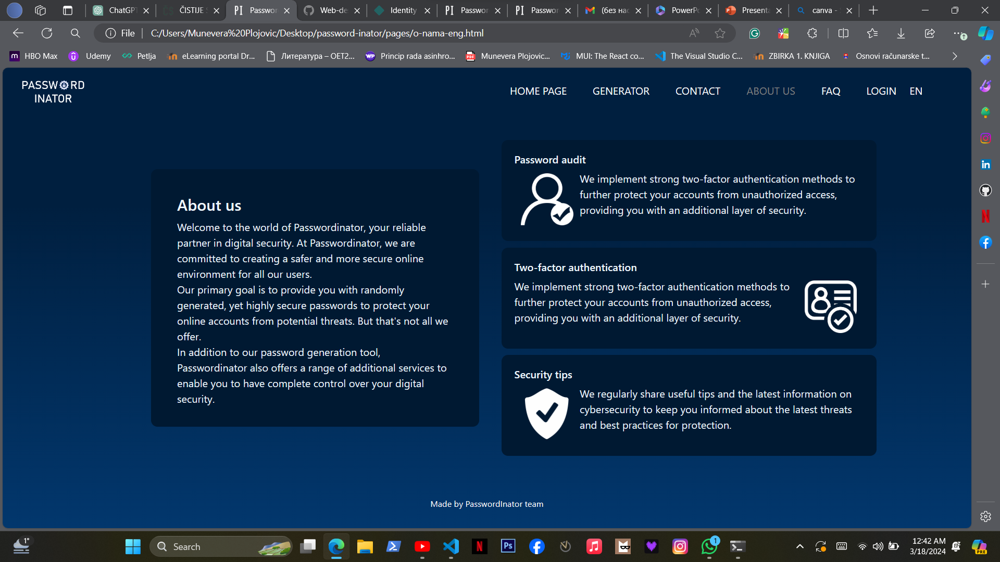 ChatGP
ČISTIJE
Passwor
Web-de
Identity
Passwor
Passwor
(без нас
PowerPo
Presenta
canva -
File
C:/Users/Munevera%20Plojovic/Desktop/password-inator/pages/o-nama-eng.html
HBO Max
Udemy
Petlja
eLearning portal Dr...
Литература – OET2...
Princip rada asinhro...
Munevera Plojovic...
MUI: The React co...
The Visual Studio C...
ZBIRKA 1. KNJIGA
Osnovi računarske t...
PASSWORD
INATOR
HOME PAGE
GENERATOR
CONTACT
ABOUT US
FAQ
LOGIN
EN
About us
Welcome to the world of Passwordinator, your reliable
partner in digital security. At Passwordinator, we are
committed to creating a safer and more secure online
environment for all our users.
Our primary goal is to provide you with randomly
generated, yet highly secure passwords to protect your
online accounts from potential threats. But that's not all we
offer.
In addition to our password generation tool,
Passwordinator also offers a range of additional services to
enable you to have complete control over your digital
security.
Password audit
We implement strong two-factor authentication methods to
further protect your accounts from unauthorized access,
providing you with an additional layer of security.
Two-factor authentication
We implement strong two-factor authentication methods to
further protect your accounts from unauthorized access,
providing you with an additional layer of security.
Security tips
We regularly share useful tips and the latest information on
cybersecurity to keep you informed about the latest threats
and best practices for protection.
Made by PasswordInator team
1°
Search
1
12:42 AM
3/18/2024